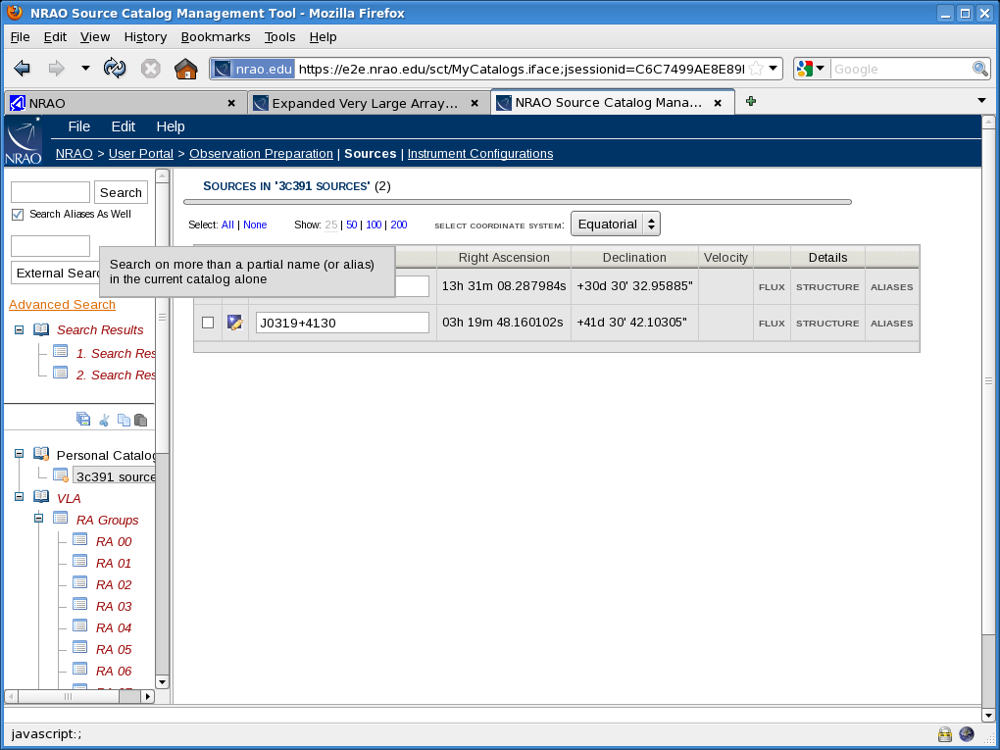 NRAO Source Catalog Management Tool - Mozilla Firefox
File Edit View History Bookmarks Tools Help
nrao.edu https://e2e.nrao.edu/sct/MyCatalogs.iface;jsessionid=C6C7499AE8E89 Google
NRAO Expanded Very Large Array... NRAO Source Catalog Mana...
NRAO File Edit Help
NRAO > User Portal > Observation Preparation | Sources | Instrument Configurations
Search
Search Aliases As Well
External Searc
Advanced Search
Search Results
1. Search Res
2. Search Res
Personal Catalog
3c391 source
VLA
RA Groups
RA 00
RA 01
RA 02
RA 03
RA 04
RA 05
RA 06
SOURCES IN '3C391 SOURCES' (2)
Select: All | None Show: 25 | 50 | 100 | 200 SELECT COORDINATE SYSTEM: Equatorial
Search on more than a partial name (or alias)
in the current catalog alone
Right Ascension Declination Velocity Details
13h 31m 08.287984s +30d 30' 32.95885" FLUX STRUCTURE ALIASES
J0319+4130 03h 19m 48.160102s +41d 30' 42.10305" FLUX STRUCTURE ALIASES
javascript:;